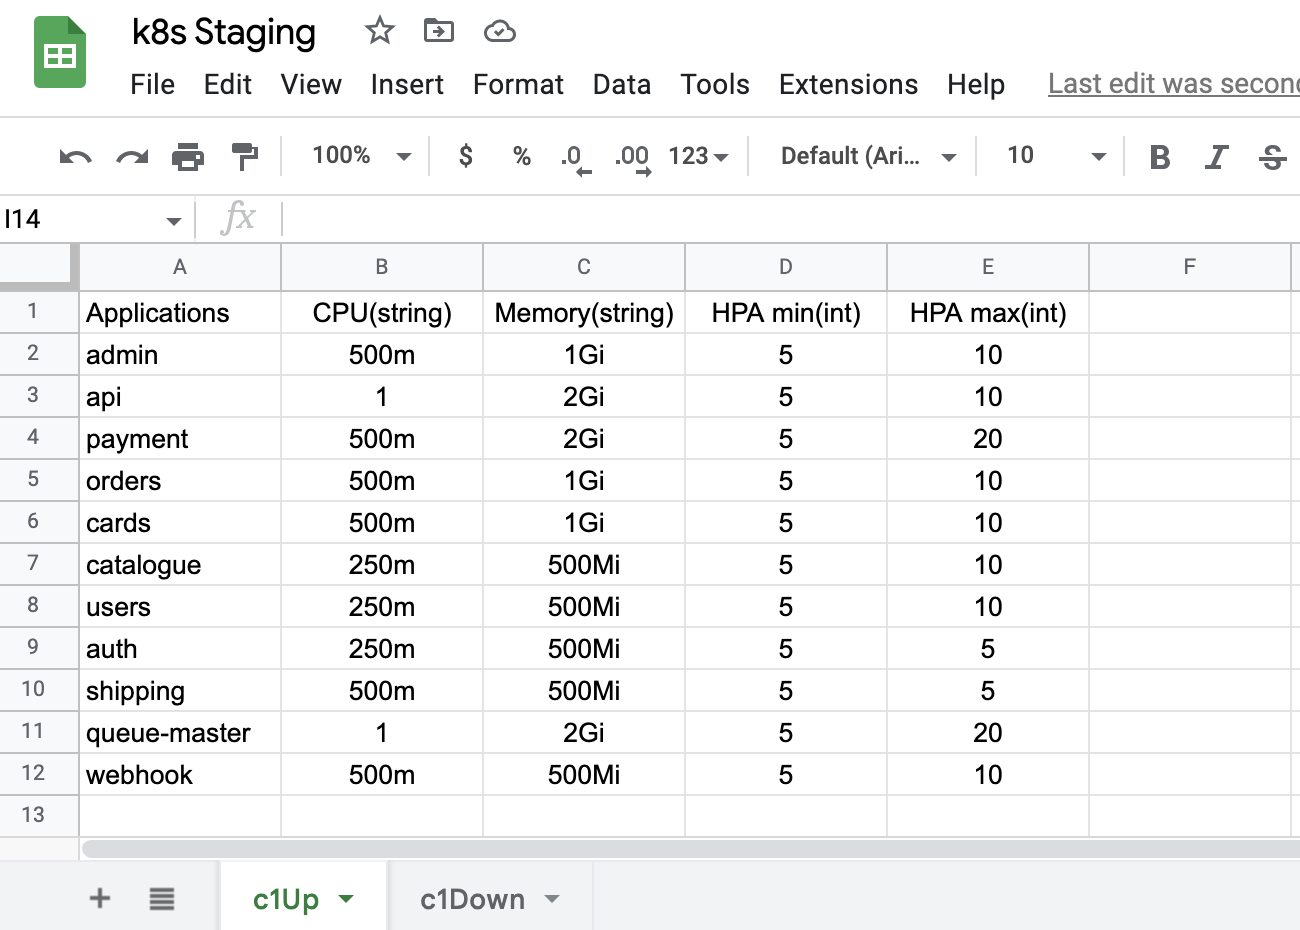 k8s Staging
File Edit View Insert Format Data Tools Extensions Help Last edit was
100% $ % .0 .00 123 Default (Ari... 10 B I S
I14 fx
A B C D E F
1 Applications CPU(string) Memory(string) HPA min(int) HPA max(int)
2 admin 500m 1Gi 5 10
3 api 1 2Gi 5 10
4 payment 500m 2Gi 5 20
5 orders 500m 1Gi 5 10
6 cards 500m 1Gi 5 10
7 catalogue 250m 500Mi 5 10
8 users 250m 500Mi 5 10
9 auth 250m 500Mi 5 5
10 shipping 500m 500Mi 5 5
11 queue-master 1 2Gi 5 20
12 webhook 500m 500Mi 5 10
13
+ c1Up c1Down